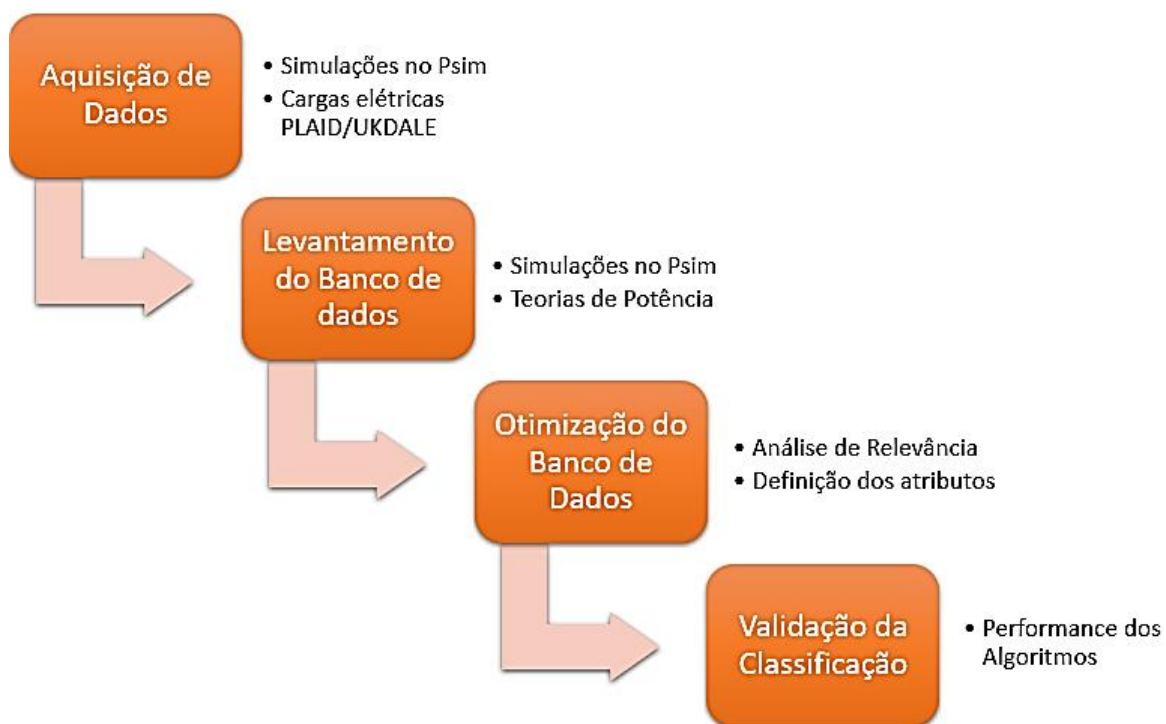 Aquisição de
Dados
• Simulações no Psim
• Cargas elétricas
PLAID/UKDALE
Levantamento
do Banco de
dados
• Simulações no Psim
• Teorias de Potência
Otimização do
Banco de
Dados
• Análise de Relevância
• Definição dos atributos
Validação da
Classificação
• Performance dos
Algoritmos